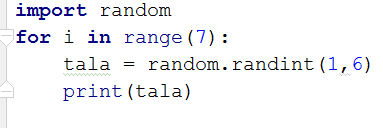 import random
for i in range(7):
    tala = random.randint(1,6)
    print(tala)